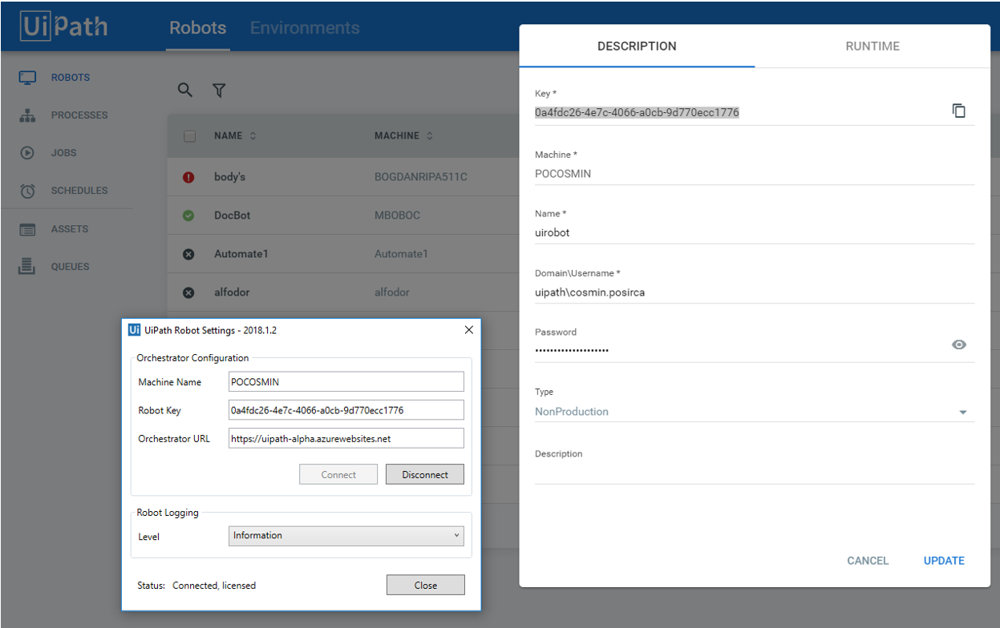 UiPath
Robots Environments
ROBOTS
PROCESSES
JOBS
SCHEDULES
ASSETS
QUEUES
NAME MACHINE
body's BOGDANRIPA511C
DocBot MBOBOC
Automate1 Automate1
alfodor alfodor
DESCRIPTION RUNTIME
Key *
0a4fdc26-4e7c-4066-a0cb-9d770ecc1776
Machine *
POCOSMIN
Name *
uirobot
Domain\Username *
uipath\cosmin.posirca
Password
••••••••••••••••••••
Type
NonProduction
Description
CANCEL UPDATE
Ui UiPath Robot Settings - 2018.1.2
Orchestrator Configuration
Machine Name POCOSMIN
Robot Key 0a4fdc26-4e7c-4066-a0cb-9d770ecc1776
Orchestrator URL https://uipath-alpha.azurewebsites.net
Connect Disconnect
Robot Logging
Level Information
Status: Connected, licensed Close